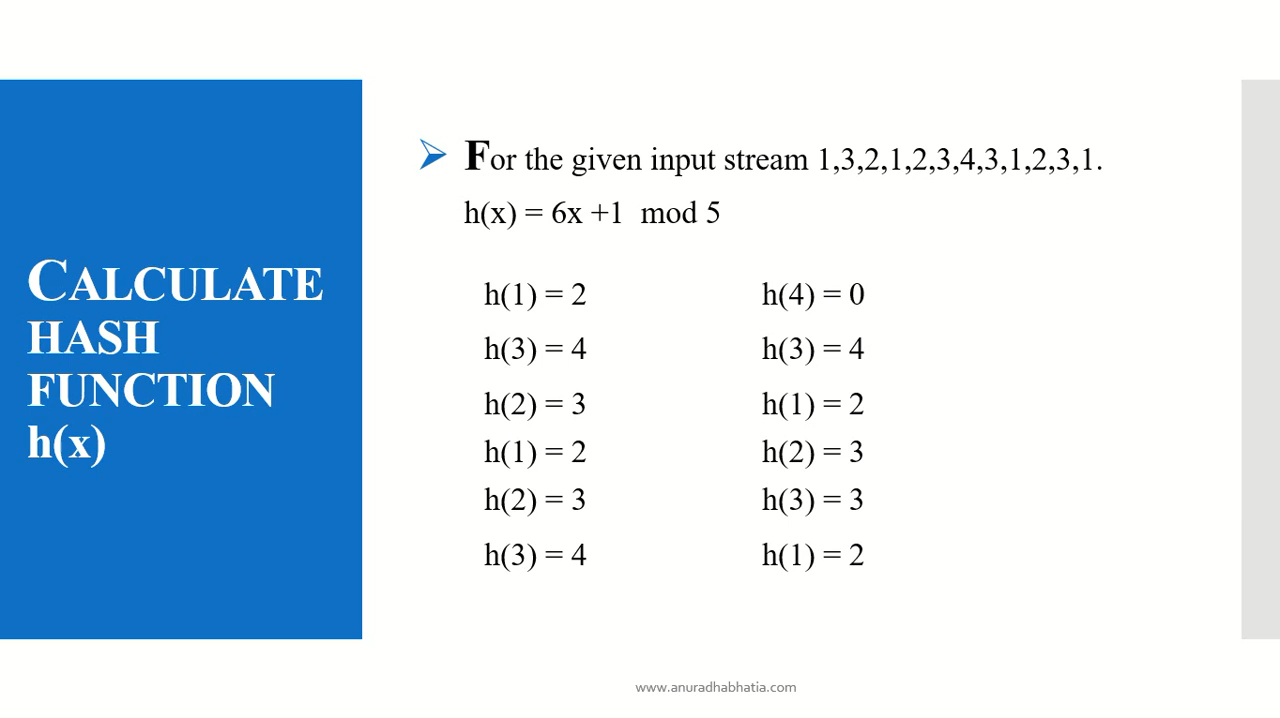 CALCULATE
HASH
FUNCTION
h(x)
For the given input stream 1,3,2,1,2,3,4,3,1,2,3,1.
h(x) = 6x +1 mod 5
h(1) = 2
h(3) = 4
h(2) = 3
h(1) = 2
h(2) = 3
h(3) = 4
h(4) = 0
h(3) = 4
h(1) = 2
h(2) = 3
h(3) = 3
h(1) = 2
www.anuradhabhatia.com